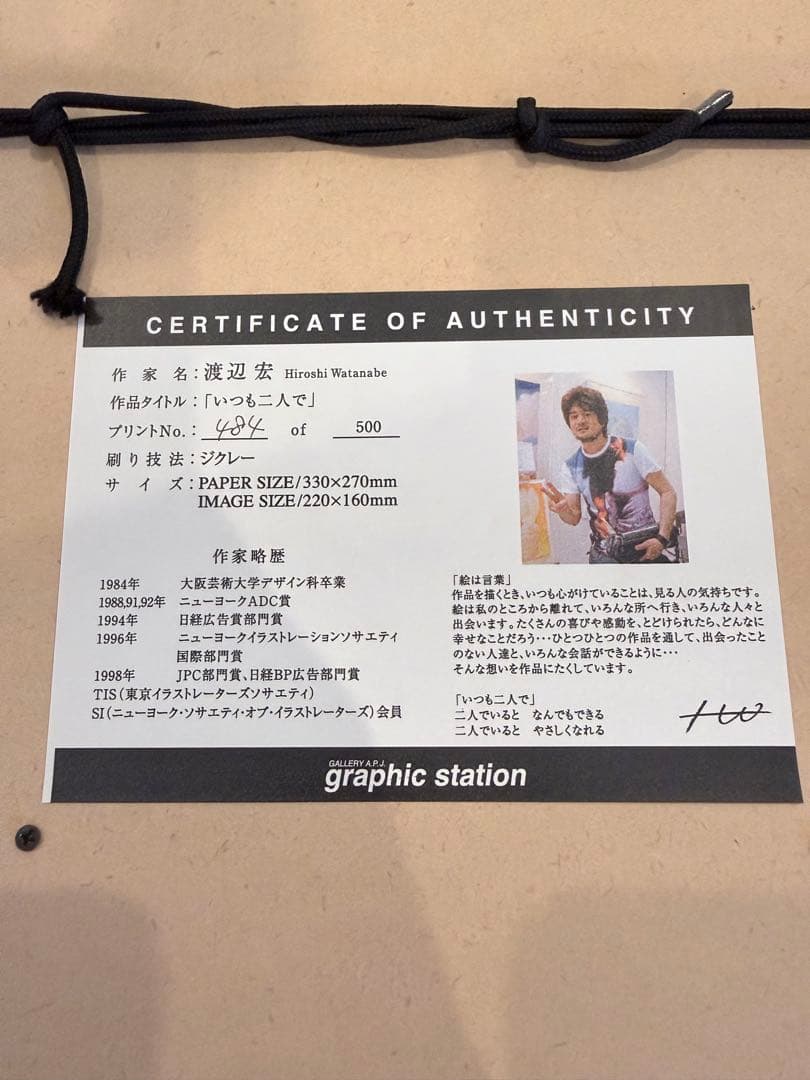 CERTIFICATE OF AUTHENTICITY
作家名：渡辺 宏 Hiroshi Watanabe
作品タイトル：「いつも二人で」
プリントNo.： 484 of 500
刷り技法：ジクレー
サイズ：PAPER SIZE/330×270mm
IMAGE SIZE/220×160mm
作家略歴
1984年 大阪芸術大学デザイン科卒業
1988,91,92年 ニューヨークADC賞
1994年 日経広告賞部門賞
1996年 ニューヨークイラストレーションソサエティ
国際部門賞
1998年 JPC部門賞、日経BP広告部門賞
TIS（東京イラストレーターズソサエティ）
SI（ニューヨーク・ソサエティ・オブ・イラストレーターズ）会員
「絵は言葉」
作品を描くとき、いつも心がけていることは、見る人の気持ちです。
絵は私のところから離れて、いろんな所へ行き、いろんな人々と
出会います。たくさんの喜びや感動を、とどけられたら、どんなに
幸せなことだろう･･･ひとつひとつの作品を通して、出会ったこと
のない人達と、いろんな会話ができるように･･･
そんな想いを作品にたくしています。
「いつも二人で」
二人でいると なんでもできる
二人でいると やさしくなれる
HW
GALLERY A.P.J.
graphic station